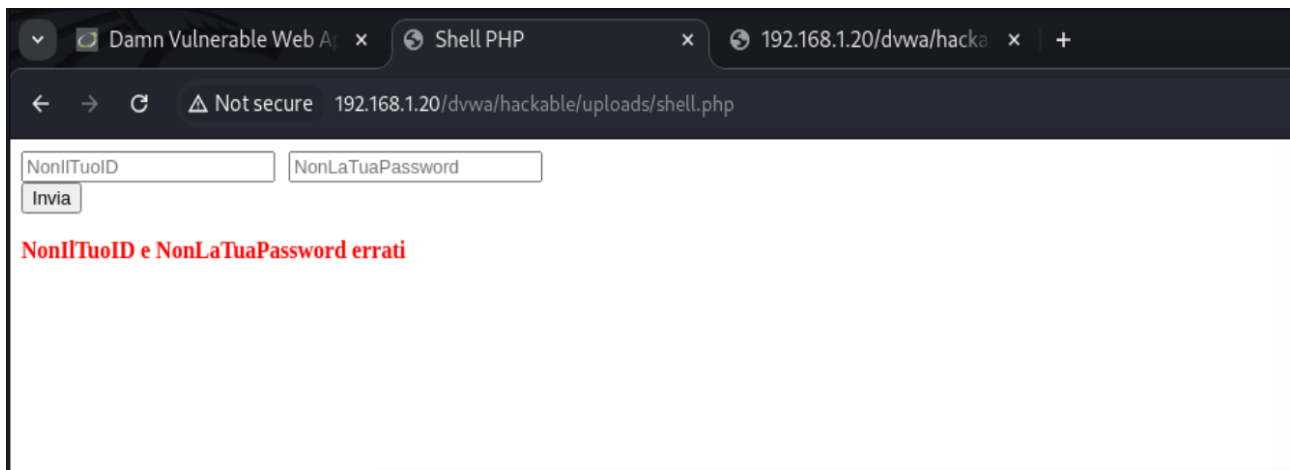 Damn Vulnerable Web Ap
Shell PHP
192.168.1.20/dvwa/hacka
Not secure
192.168.1.20/dvwa/hackable/uploads/shell.php
NonIlTuoID
NonLaTuaPassword
Invia
NonIlTuoID e NonLaTuaPassword errati